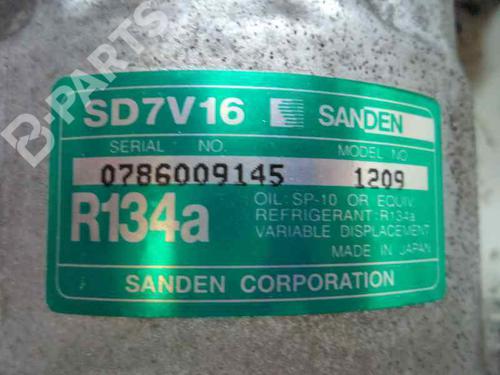 B-PARTS
SD7V16 SANDEN
SERIAL NO. MODEL NO
0786009145 1209
R134a
OIL: SP-10 OR EQUIV.
REFRIGERANT: R134a
VARIABLE DISPLACEMENT
MADE IN JAPAN
SANDEN CORPORATION